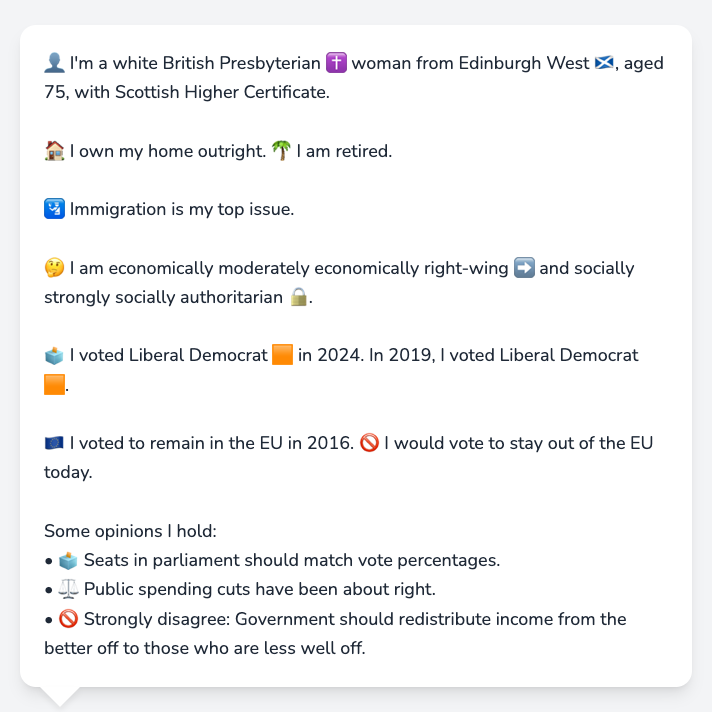 👤 I'm a white British Presbyterian ✝️ woman from Edinburgh West 🏴󠁧󠁢󠁳󠁣󠁴󠁿, aged
75, with Scottish Higher Certificate.
🏠 I own my home outright. 🌴 I am retired.
🛂 Immigration is my top issue.
🤔 I am economically moderately economically right-wing ➡️ and socially
strongly socially authoritarian 🔒.
🗳️ I voted Liberal Democrat 🟧 in 2024. In 2019, I voted Liberal Democrat
🟧.
🇪🇺 I voted to remain in the EU in 2016. 🚫 I would vote to stay out of the EU
today.
Some opinions I hold:
• 🗳️ Seats in parliament should match vote percentages.
• ⚖️ Public spending cuts have been about right.
• 🚫 Strongly disagree: Government should redistribute income from the
better off to those who are less well off.